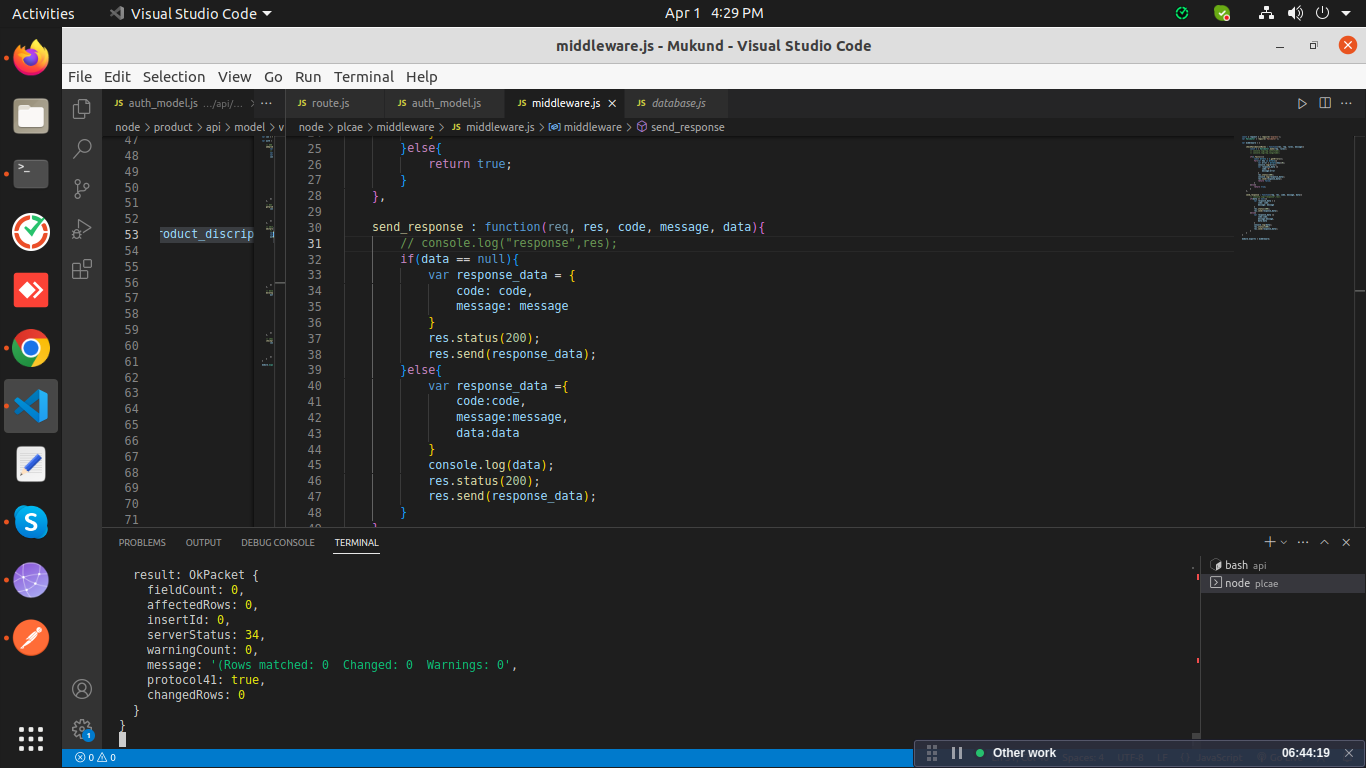 Activities Visual Studio Code Apr 1 4:29 PM
middleware.js - Mukund - Visual Studio Code
File Edit Selection View Go Run Terminal Help
JS auth_model.js .../api/... ... JS route.js JS auth_model.js JS middleware.js JS database.js
node > product > api > model > v node > plcae > middleware > JS middleware.js > middleware > send_response
47
48
49
50
51
52
53 roduct_discrip
54
55
56
57
58
59
60
61
62
63
64
65
66
67
68
69
70
71
25 }else{
26 return true;
27 }
28 },
29
30 send_response : function(req, res, code, message, data){
31 // console.log("response",res);
32 if(data == null){
33 var response_data = {
34 code: code,
35 message: message
36 }
37 res.status(200);
38 res.send(response_data);
39 }else{
40 var response_data ={
41 code:code,
42 message:message,
43 data:data
44 }
45 console.log(data);
46 res.status(200);
47 res.send(response_data);
48 }
PROBLEMS OUTPUT DEBUG CONSOLE TERMINAL
result: OkPacket {
fieldCount: 0,
affectedRows: 0,
insertId: 0,
serverStatus: 34,
warningCount: 0,
message: '(Rows matched: 0  Changed: 0  Warnings: 0',
protocol41: true,
changedRows: 0
}
}
bash api
node plcae
0 0
Other work 06:44:19